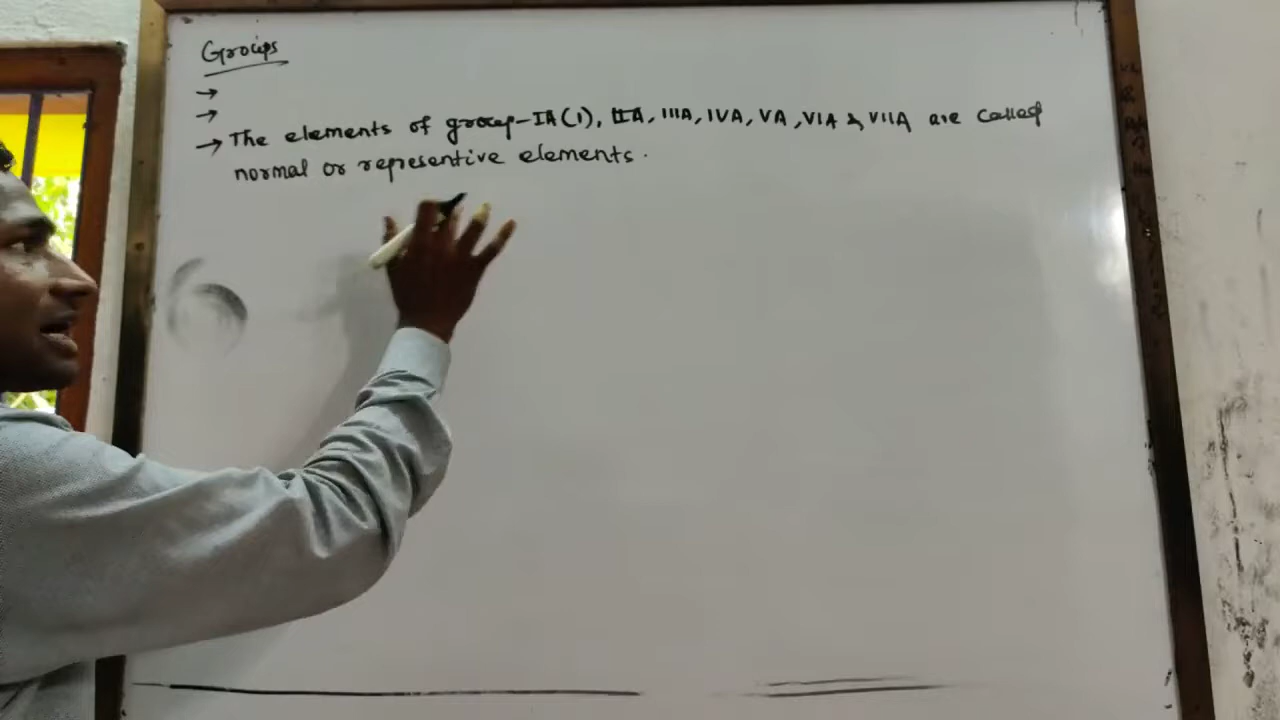 Groups
→
→
→ The elements of group-IA(1), IIA, IIIA, IVA, VA, VIA & VIIA are called
normal or representive elements.